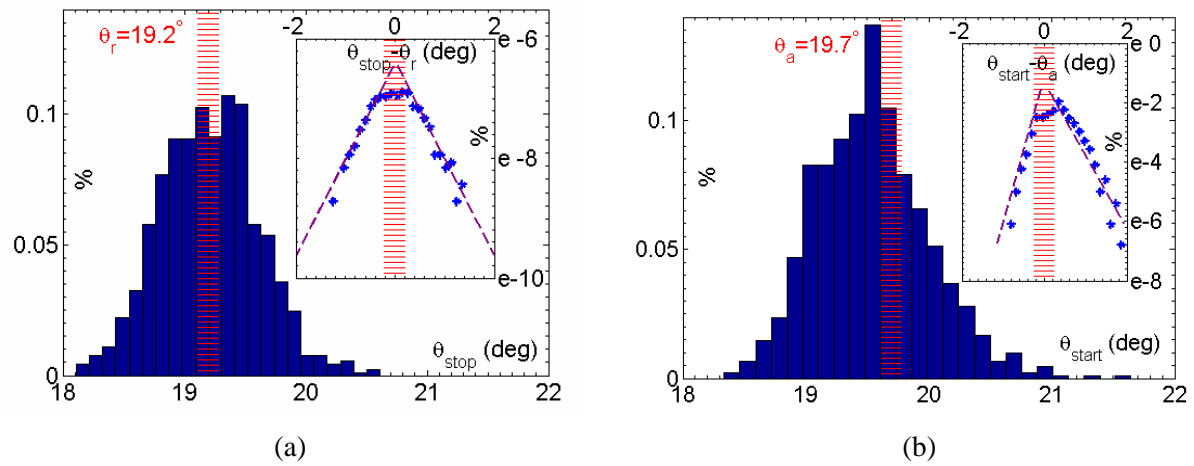 -2 0 2
θr=19.2°
e -6
θstop-θr (deg)
0.1
%
%
e -8
0.05
e-10
θstop (deg)
0
18 19 20 21 22
(a)
-2 0 2
θa=19.7°
e 0
θstart-θa (deg)
e-2
0.1
%
%
e-4
0.05
e-6
e-8
θstart (deg)
0
18 19 20 21 22
(b)